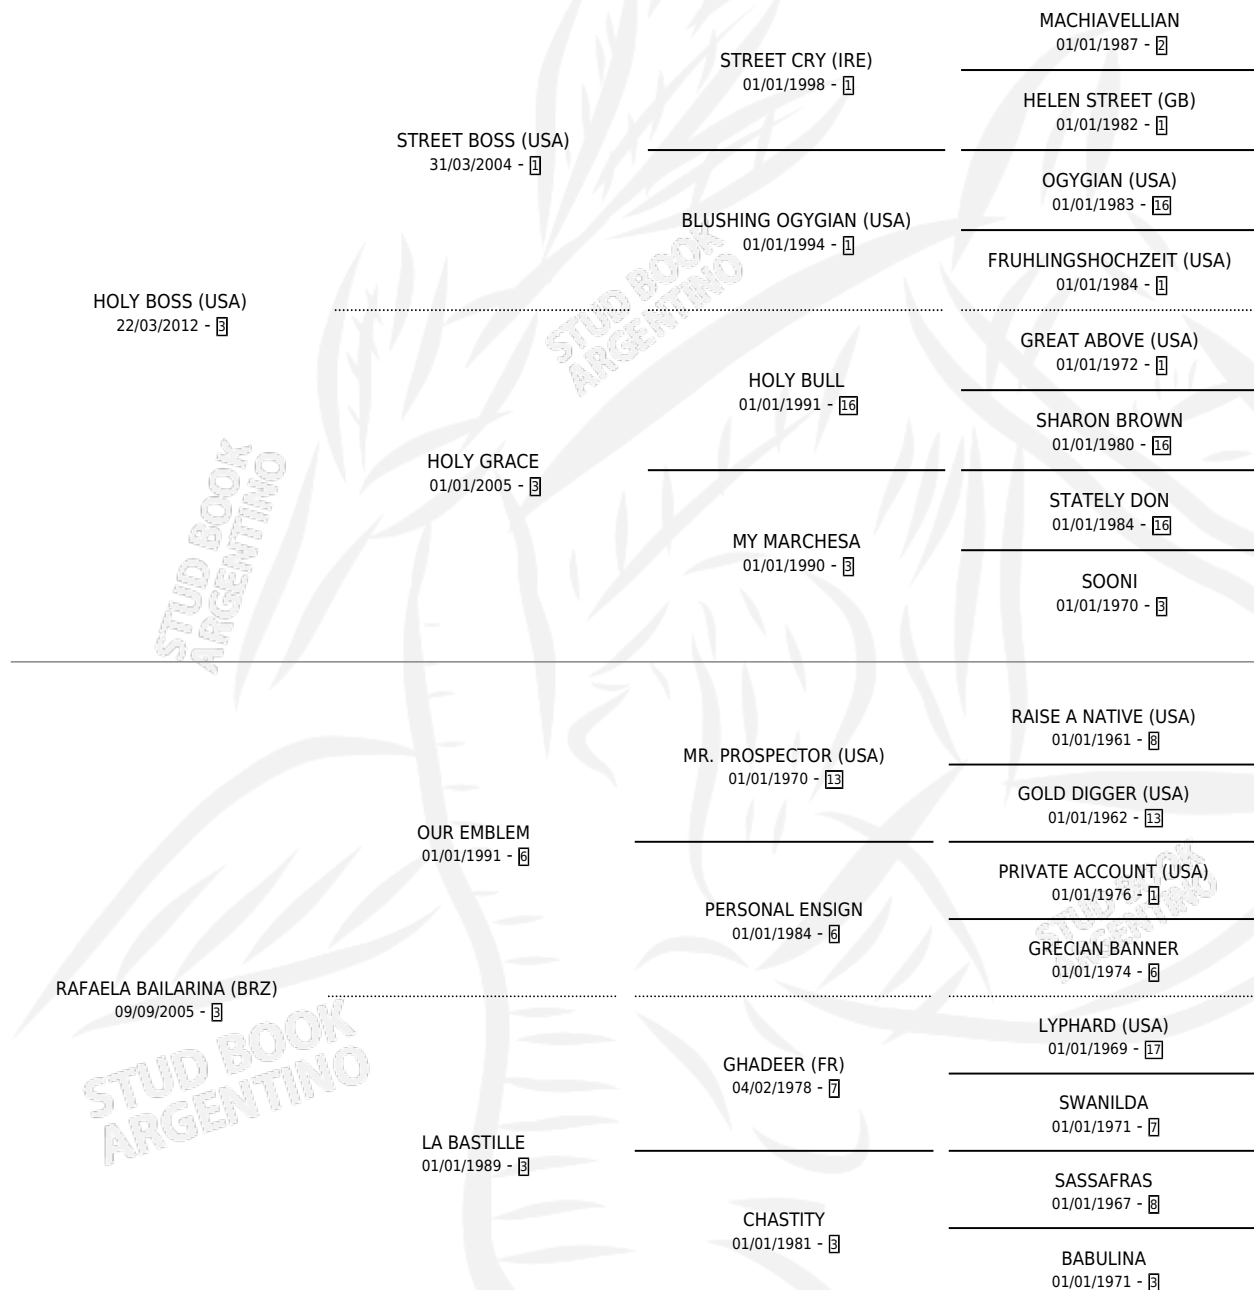 MACHIAVELLIAN
01/01/1987 - 2
STREET CRY (IRE)
01/01/1998 - 1
HELEN STREET (GB)
01/01/1982 - 1
STREET BOSS (USA)
31/03/2004 - 1
OGYGIAN (USA)
01/01/1983 - 16
BLUSHING OGYGIAN (USA)
01/01/1994 - 1
FRUHLINGSHOCHZEIT (USA)
01/01/1984 - 1
HOLY BOSS (USA)
22/03/2012 - 3
GREAT ABOVE (USA)
01/01/1972 - 1
HOLY BULL
01/01/1991 - 16
SHARON BROWN
01/01/1980 - 16
HOLY GRACE
01/01/2005 - 3
STATELY DON
01/01/1984 - 16
MY MARCHESA
01/01/1990 - 3
SOONI
01/01/1970 - 3
RAISE A NATIVE (USA)
01/01/1961 - 8
MR. PROSPECTOR (USA)
01/01/1970 - 13
GOLD DIGGER (USA)
01/01/1962 - 13
OUR EMBLEM
01/01/1991 - 6
PRIVATE ACCOUNT (USA)
01/01/1976 - 1
PERSONAL ENSIGN
01/01/1984 - 6
GRECIAN BANNER
01/01/1974 - 6
RAFAELA BAILARINA (BRZ)
09/09/2005 - 3
LYPHARD (USA)
01/01/1969 - 17
GHADEER (FR)
04/02/1978 - 7
SWANILDA
01/01/1971 - 7
LA BASTILLE
01/01/1989 - 3
SASSAFRAS
01/01/1967 - 8
CHASTITY
01/01/1981 - 3
BABULINA
01/01/1971 - 3
STUD BOOK
ARGENTINO
STUD BOOK
ARGENTINO
STUD BOOK
ARGENTINO
STUD BOOK
ARGENTINO